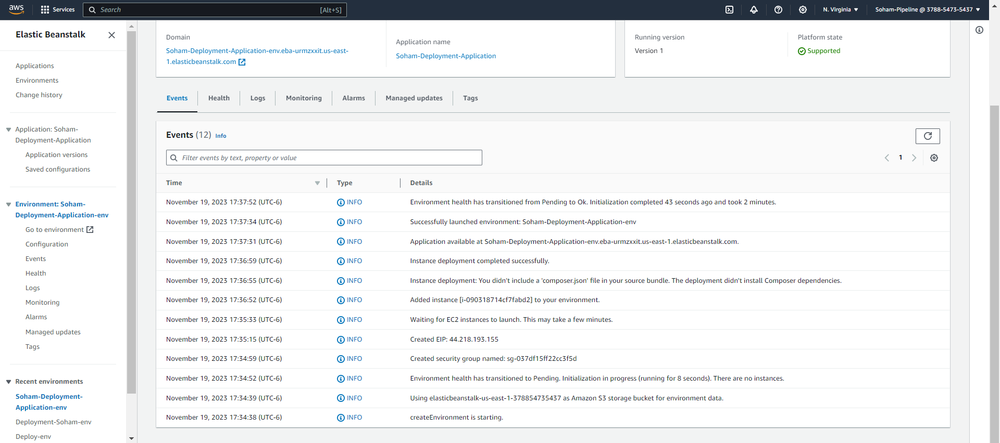 aws
Services
Search
[Alt+S]
N. Virginia
Soham-Pipeline @ 3788-5473-5437
Elastic Beanstalk
Applications
Environments
Change history
Application: Soham-
Deployment-Application
Application versions
Saved configurations
Environment: Soham-
Deployment-Application-env
Go to environment
Configuration
Events
Health
Logs
Monitoring
Alarms
Managed updates
Tags
Recent environments
Soham-Deployment-
Application-env
Deployment-Soham-env
Deploy-env
Domain
Soham-Deployment-Application-env.eba-urmzxxit.us-east-
1.elasticbeanstalk.com
Application name
Soham-Deployment-Application
Running version
Version 1
Platform state
Supported
Events Health Logs Monitoring Alarms Managed updates Tags
Events (12) Info
Filter events by text, property or value
1
Time Type Details
November 19, 2023 17:37:52 (UTC-6) INFO Environment health has transitioned from Pending to Ok. Initialization completed 43 seconds ago and took 2 minutes.
November 19, 2023 17:37:34 (UTC-6) INFO Successfully launched environment: Soham-Deployment-Application-env
November 19, 2023 17:37:31 (UTC-6) INFO Application available at Soham-Deployment-Application-env.eba-urmzxxit.us-east-1.elasticbeanstalk.com.
November 19, 2023 17:36:59 (UTC-6) INFO Instance deployment completed successfully.
November 19, 2023 17:36:55 (UTC-6) INFO Instance deployment: You didn't include a 'composer.json' file in your source bundle. The deployment didn't install Composer dependencies.
November 19, 2023 17:36:52 (UTC-6) INFO Added instance [i-090318714cf7fabd2] to your environment.
November 19, 2023 17:35:33 (UTC-6) INFO Waiting for EC2 instances to launch. This may take a few minutes.
November 19, 2023 17:35:15 (UTC-6) INFO Created EIP: 44.218.193.155
November 19, 2023 17:34:59 (UTC-6) INFO Created security group named: sg-037df15ff22cc3f5d
November 19, 2023 17:34:52 (UTC-6) INFO Environment health has transitioned to Pending. Initialization in progress (running for 8 seconds). There are no instances.
November 19, 2023 17:34:39 (UTC-6) INFO Using elasticbeanstalk-us-east-1-378854735437 as Amazon S3 storage bucket for environment data.
November 19, 2023 17:34:38 (UTC-6) INFO createEnvironment is starting.